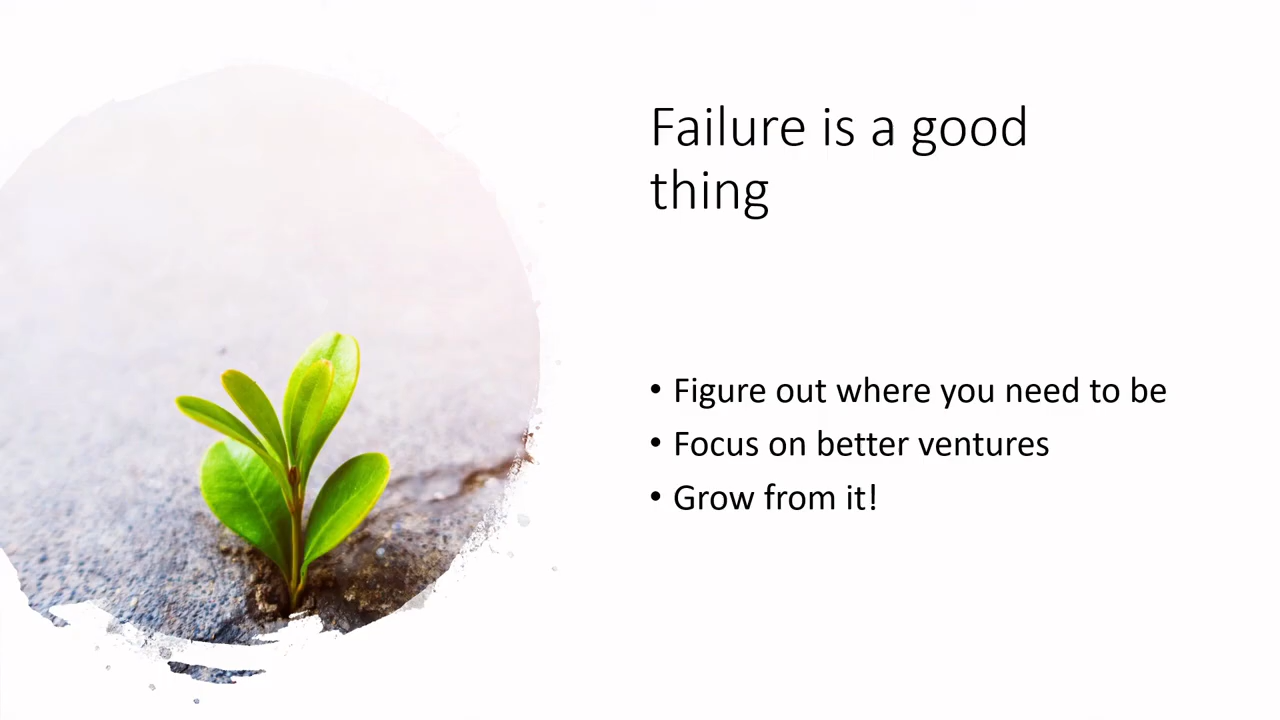 Failure is a good
thing
• Figure out where you need to be
• Focus on better ventures
• Grow from it!